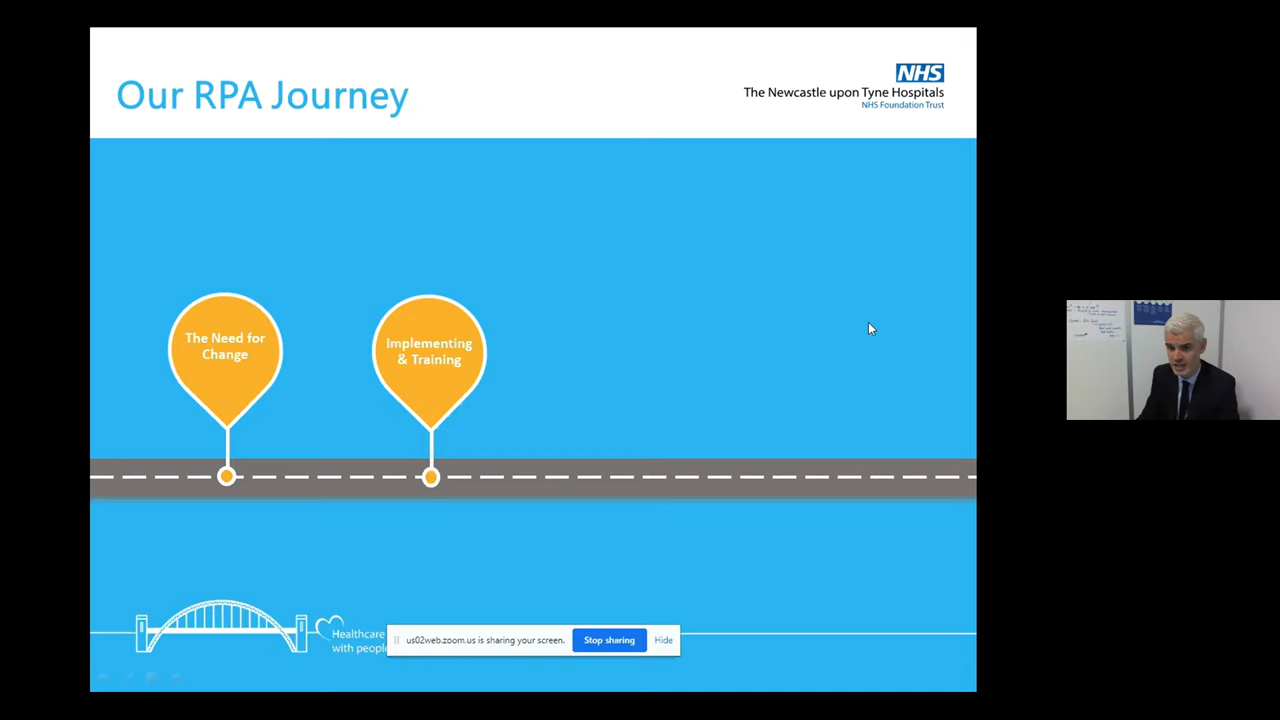 Our RPA Journey
NHS
The Newcastle upon Tyne Hospitals
NHS Foundation Trust
The Need for
Change
Implementing
& Training
Healthcare
with people
us02web.zoom.us is sharing your screen.
Stop sharing
Hide